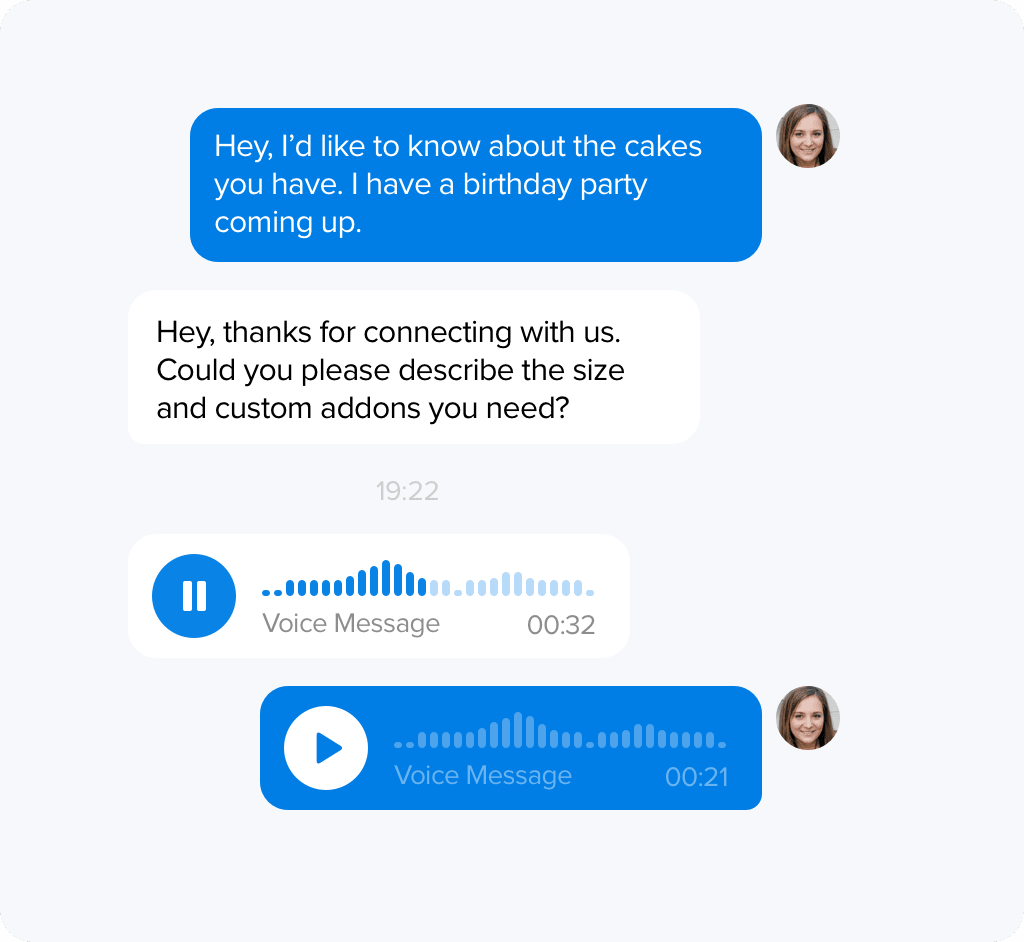 Hey, I’d like to know about the cakes
you have. I have a birthday party
coming up.
Hey, thanks for connecting with us.
Could you please describe the size
and custom addons you need?
19:22
Voice Message 00:32
Voice Message 00:21